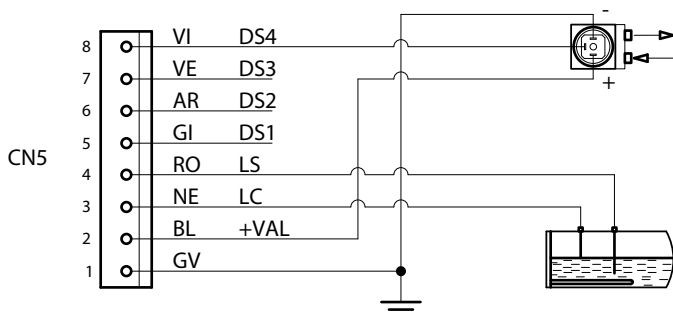 -
8 VI DS4
7 VE DS3
+
6 AR DS2
5 GI DS1
CN5
4 RO LS
3 NE LC
2 BL +VAL
1 GV